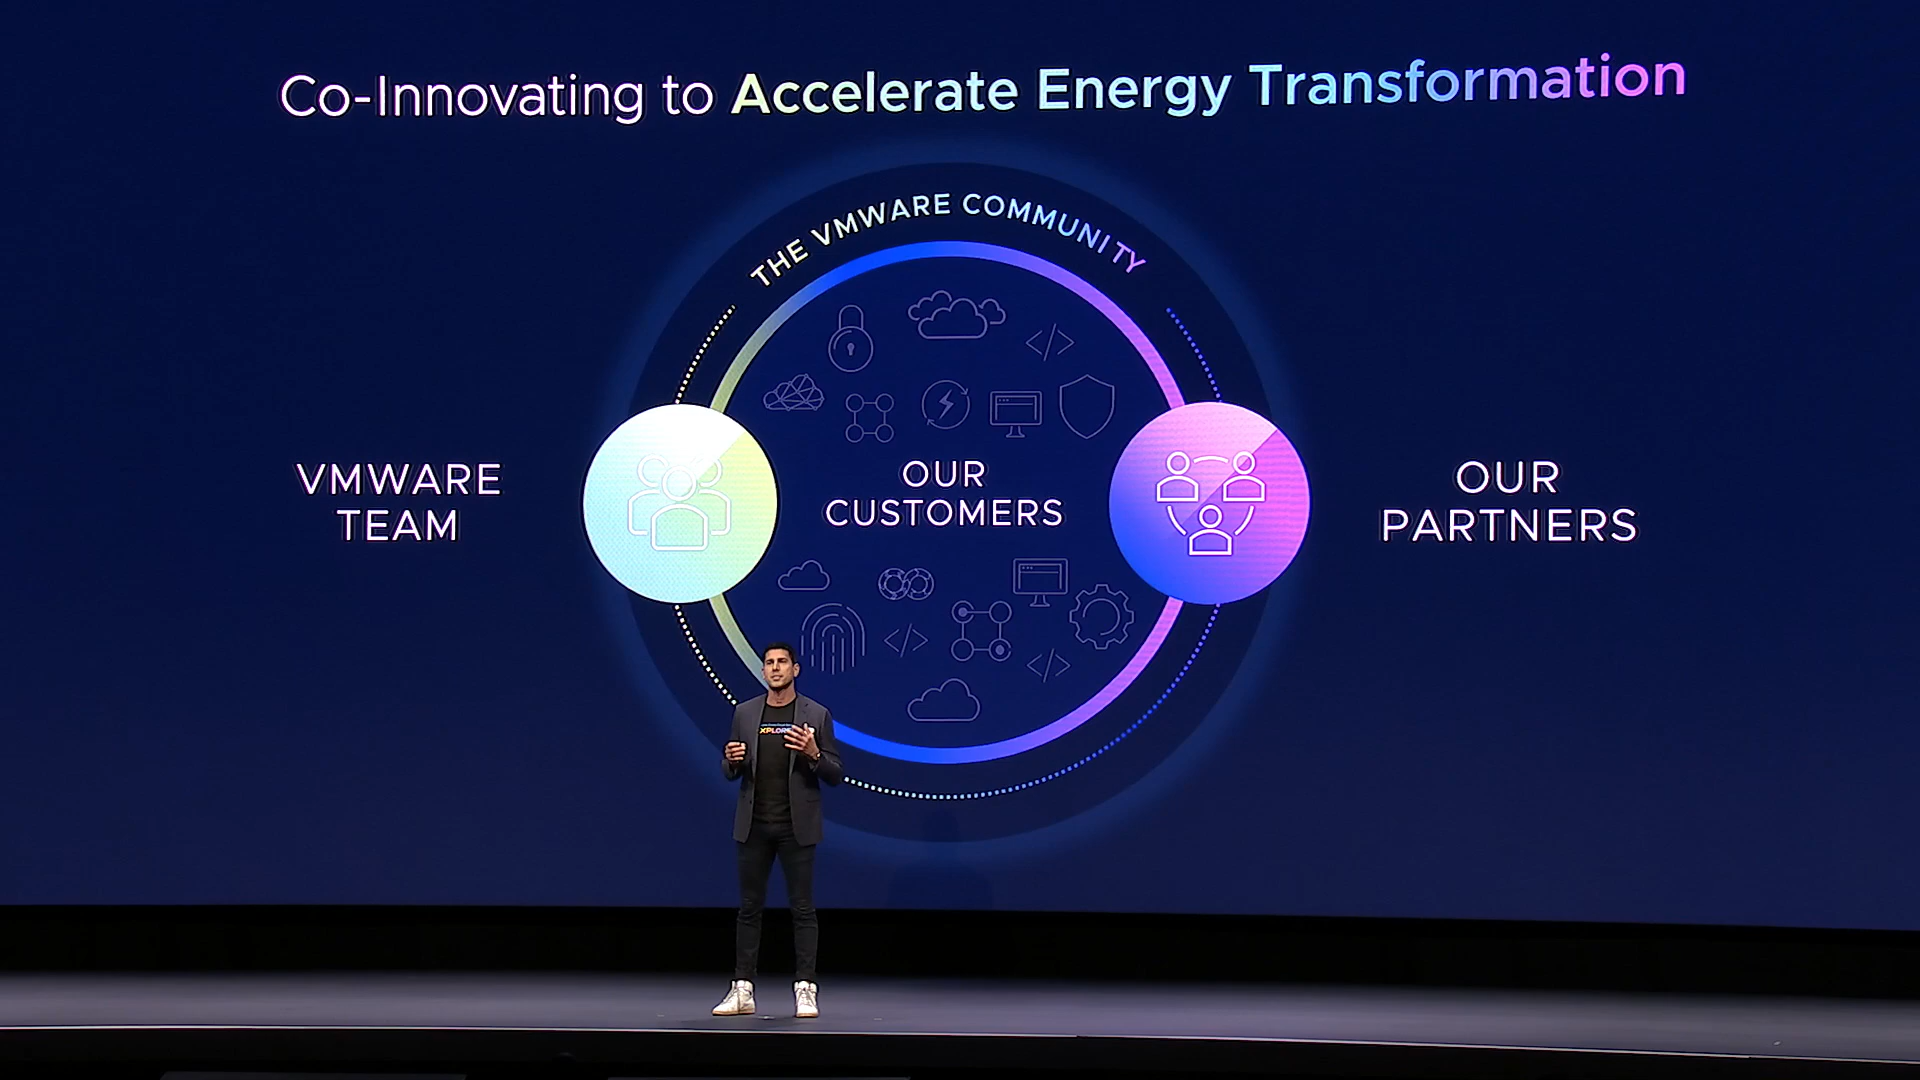 Co-Innovating to Accelerate Energy Transformation
THE VMWARE COMMUNITY
VMWARE
TEAM
OUR
CUSTOMERS
OUR
PARTNERS